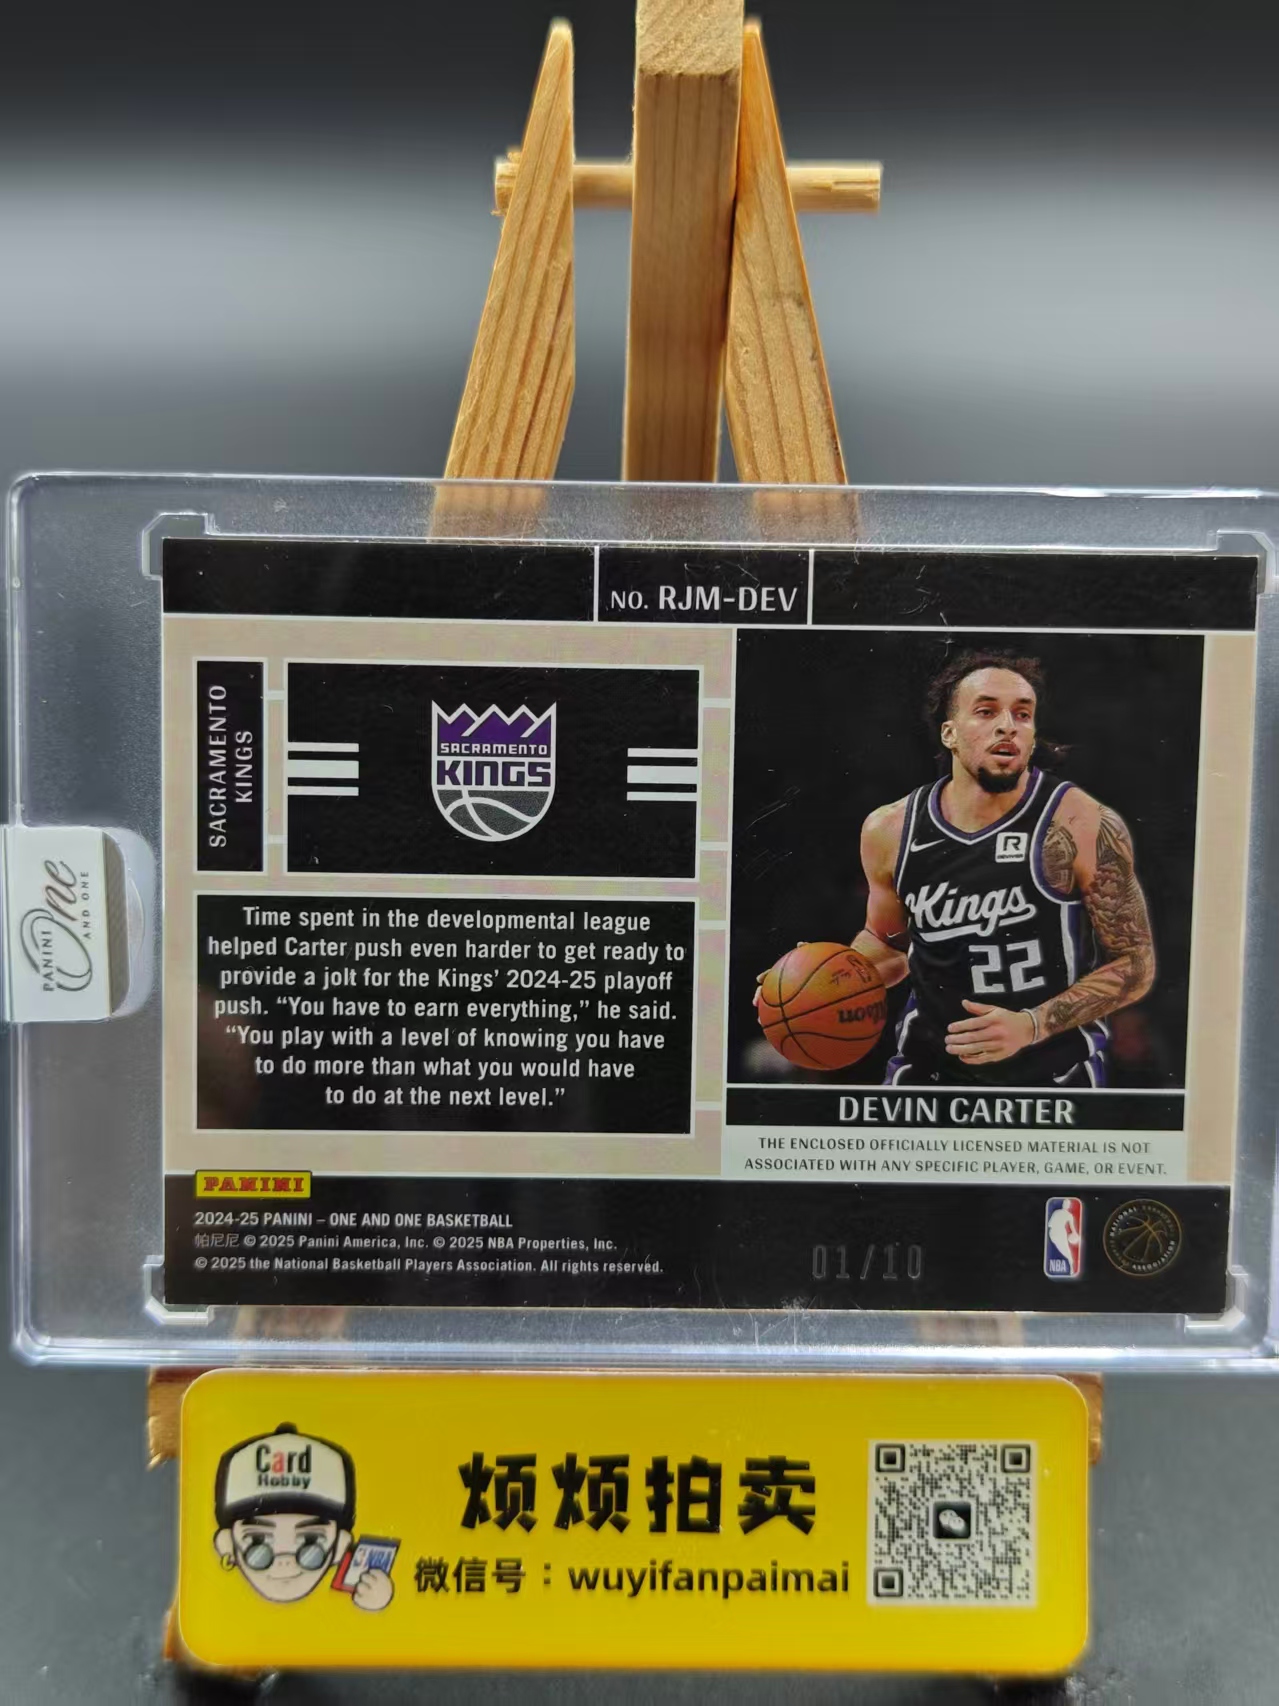 NO. RJM-DEV
SACRAMENTO
KINGS
SACRAMENTO
KINGS
R
Kings
22
Wilson
PANINI
One
AND ONE
Time spent in the developmental league
helped Carter push even harder to get ready to
provide a jolt for the Kings' 2024-25 playoff
push. “You have to earn everything,” he said.
“You play with a level of knowing you have
to do more than what you would have
to do at the next level.”
DEVIN CARTER
THE ENCLOSED OFFICIALLY LICENSED MATERIAL IS NOT
ASSOCIATED WITH ANY SPECIFIC PLAYER, GAME, OR EVENT.
PANINI
2024-25 PANINI – ONE AND ONE BASKETBALL
帕尼尼 © 2025 Panini America, Inc. © 2025 NBA Properties, Inc.
© 2025 the National Basketball Players Association. All rights reserved.
01/10
NBA
Card
Hobby
NBA
烦烦拍卖
微信号：wuyifanpaimai